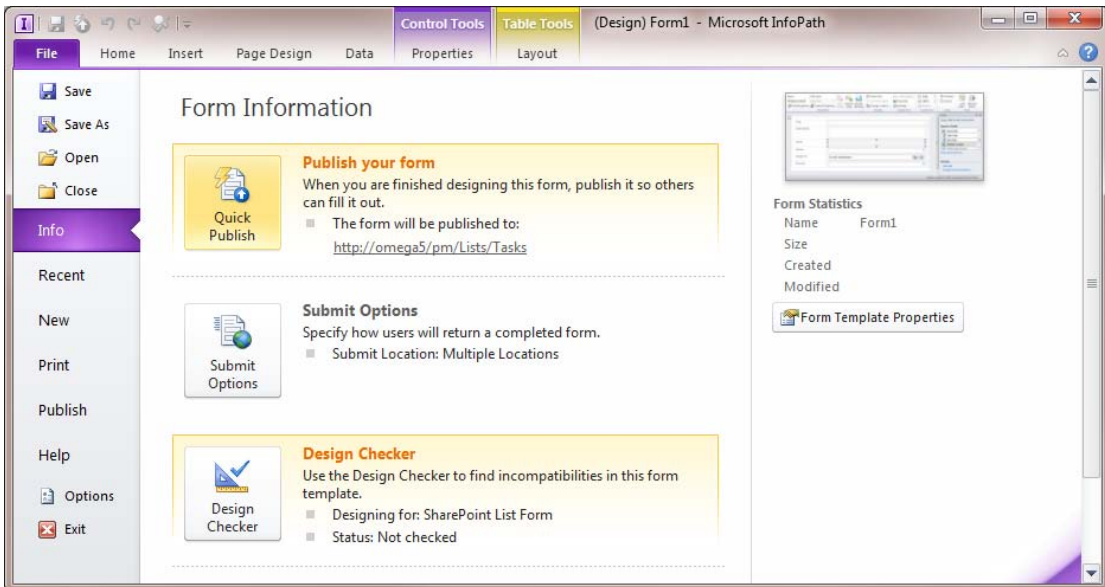 Control Tools
Table Tools
(Design) Form1 - Microsoft InfoPath
File
Home
Insert
Page Design
Data
Properties
Layout
Save
Save As
Open
Close
Info
Recent
New
Print
Publish
Help
Options
Exit
Form Information
Quick
Publish
Publish your form
When you are finished designing this form, publish it so others
can fill it out.
The form will be published to:
http://omega5/pm/Lists/Tasks
Submit
Options
Submit Options
Specify how users will return a completed form.
Submit Location: Multiple Locations
Design
Checker
Design Checker
Use the Design Checker to find incompatibilities in this form
template.
Designing for: SharePoint List Form
Status: Not checked
Form Statistics
Name Form1
Size
Created
Modified
Form Template Properties